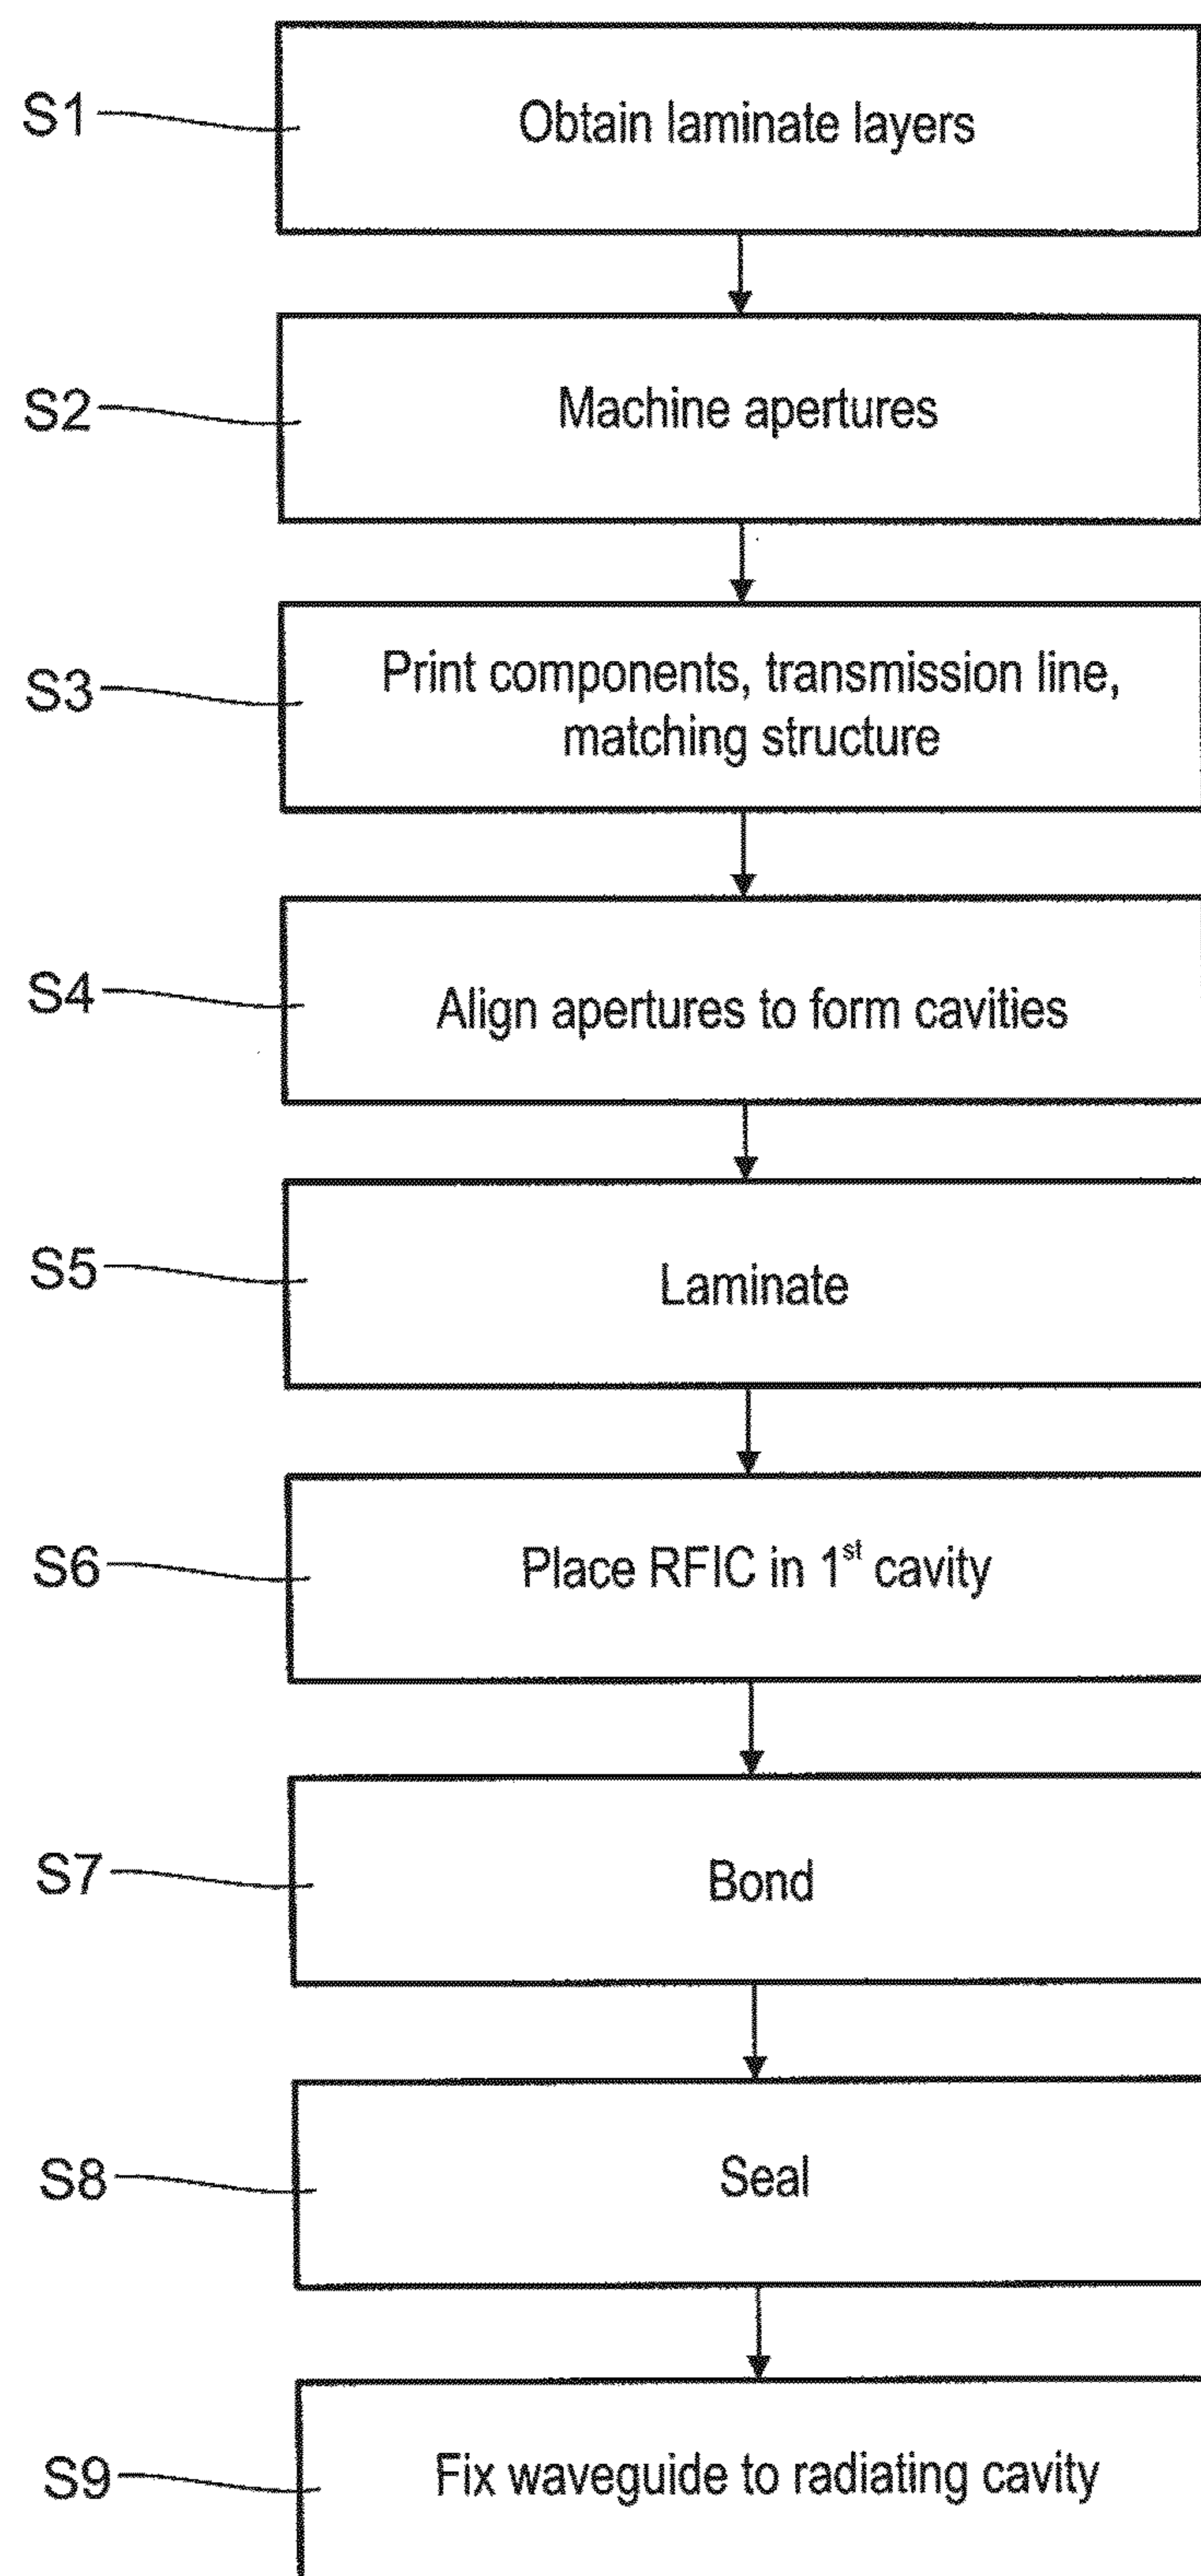 S1
Obtain laminate layers
S2
Machine apertures
S3
Print components, transmission line,
matching structure
S4
Align apertures to form cavities
S5
Laminate
S6
Place RFIC in 1st cavity
S7
Bond
S8
Seal
S9
Fix waveguide to radiating cavity